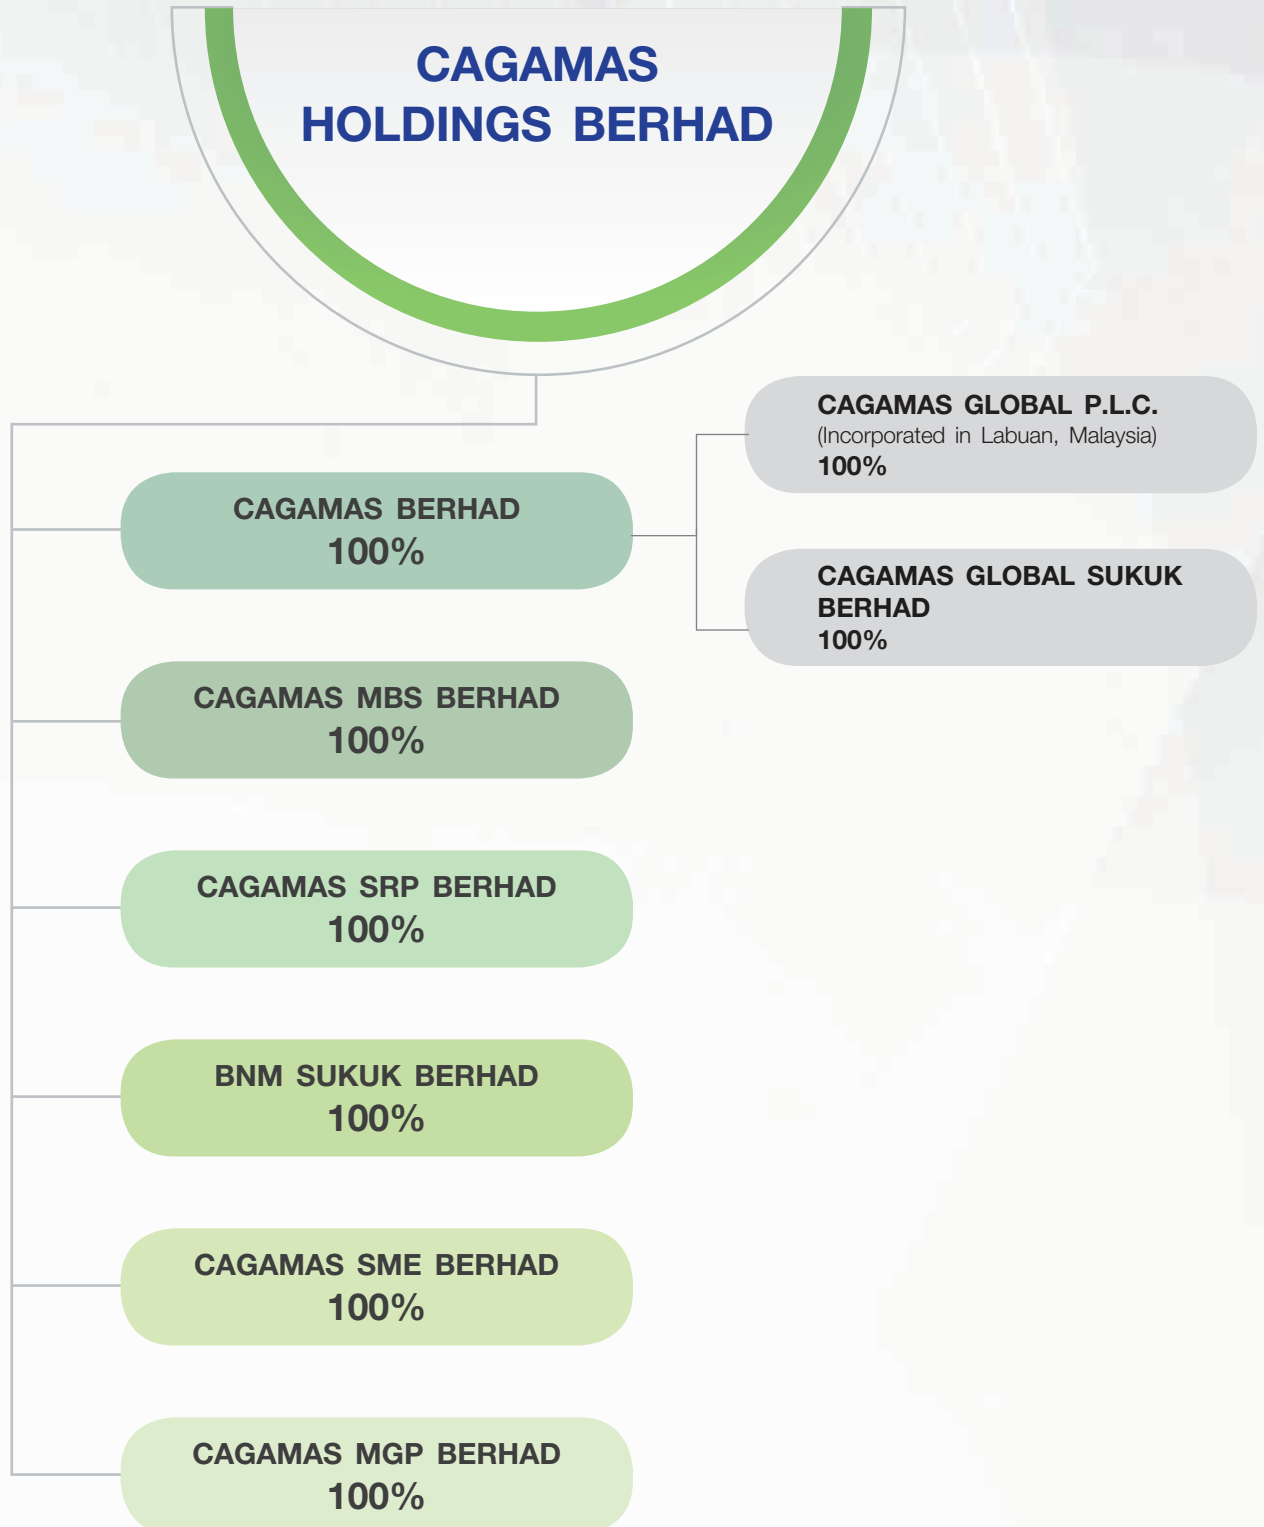 CAGAMAS
HOLDINGS BERHAD
CAGAMAS GLOBAL P.L.C.
(Incorporated in Labuan, Malaysia)
100%
CAGAMAS BERHAD
100%
CAGAMAS GLOBAL SUKUK
BERHAD
100%
CAGAMAS MBS BERHAD
100%
CAGAMAS SRP BERHAD
100%
BNM SUKUK BERHAD
100%
CAGAMAS SME BERHAD
100%
CAGAMAS MGP BERHAD
100%